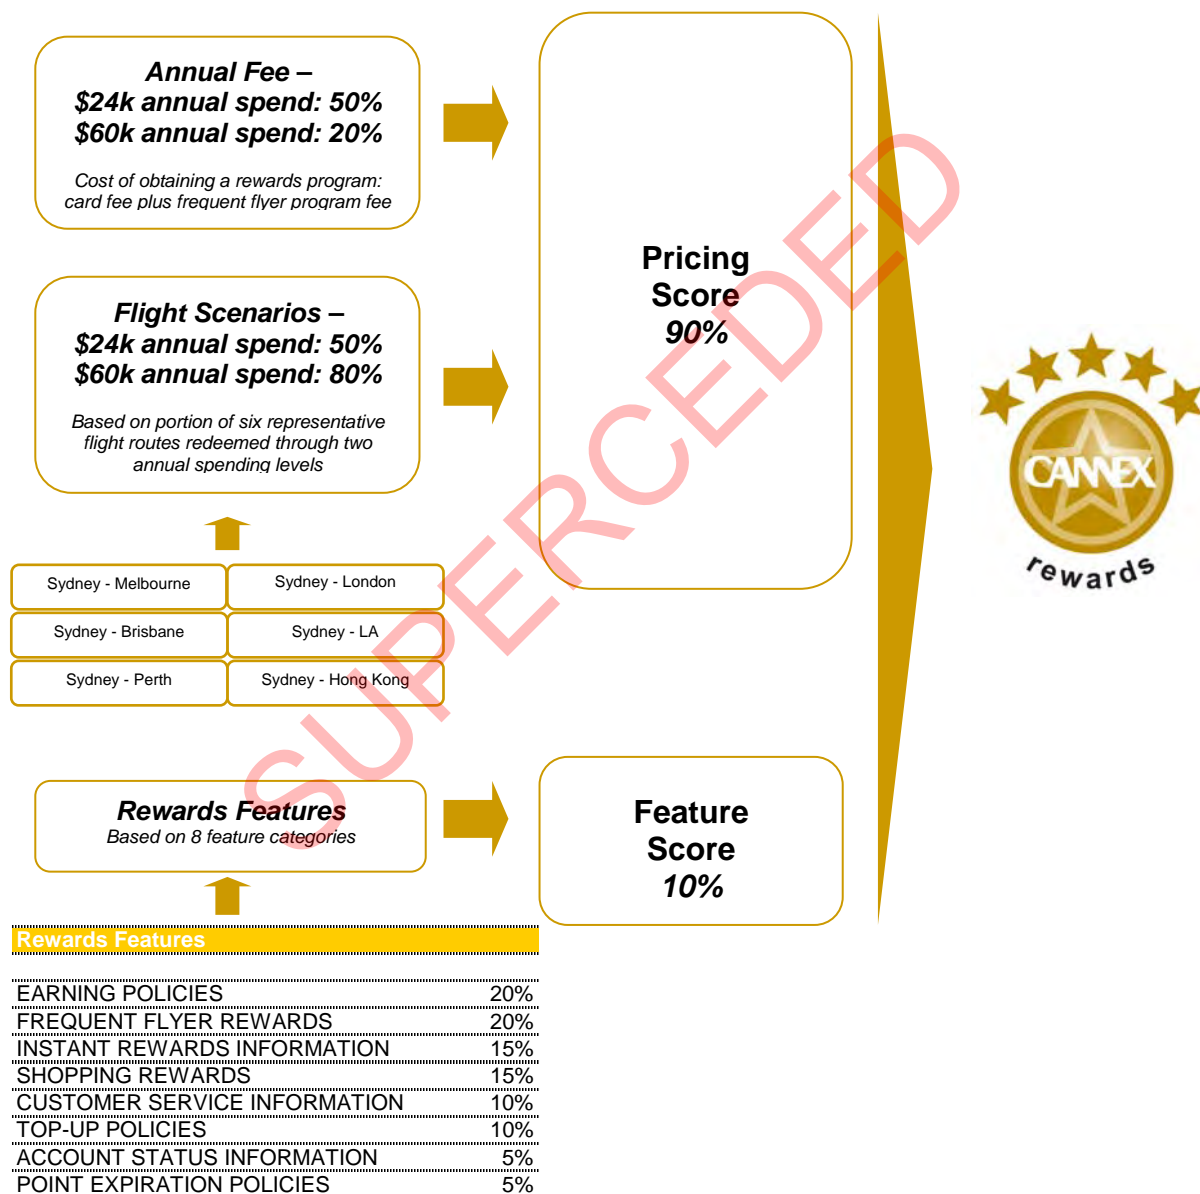 Annual Fee –
$24k annual spend: 50%
$60k annual spend: 20%
Cost of obtaining a rewards program:
card fee plus frequent flyer program fee
Pricing
Score
90%
Flight Scenarios –
$24k annual spend: 50%
$60k annual spend: 80%
Based on portion of six representative
flight routes redeemed through two
annual spending levels
Sydney - Melbourne
Sydney - London
Sydney - Brisbane
Sydney - LA
Sydney - Perth
Sydney - Hong Kong
CANNEX
rewards
SUPERCEDED
Rewards Features
Based on 8 feature categories
Feature
Score
10%
Rewards Features
EARNING POLICIES 20%
FREQUENT FLYER REWARDS 20%
INSTANT REWARDS INFORMATION 15%
SHOPPING REWARDS 15%
CUSTOMER SERVICE INFORMATION 10%
TOP-UP POLICIES 10%
ACCOUNT STATUS INFORMATION 5%
POINT EXPIRATION POLICIES 5%